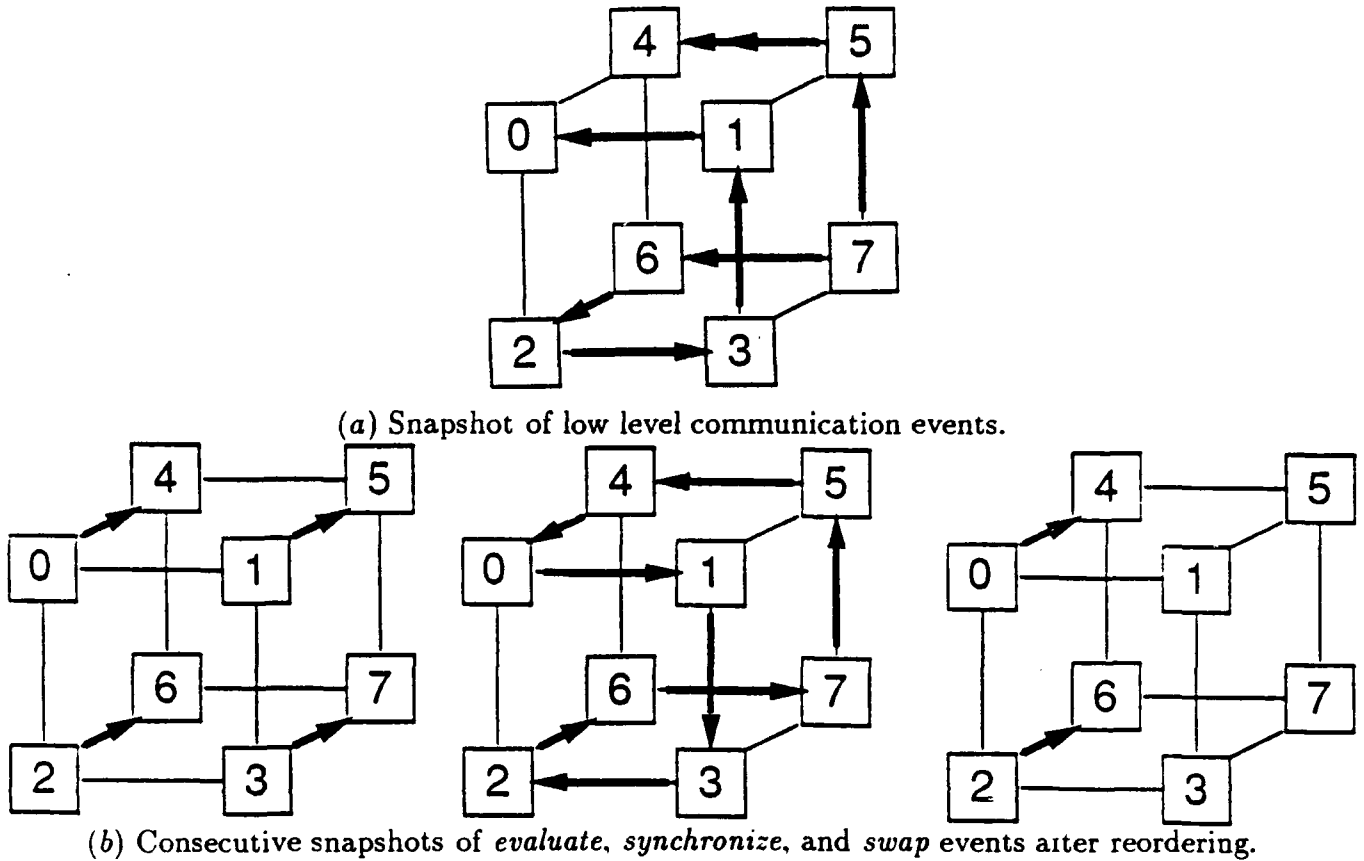 4 5
0 1
6 7
2 3
(a) Snapshot of low level communication events.
4 5 4 5 4 5
0 1 0 1 0 1
6 7 6 7 6 7
2 3 2 3 2 3
(b) Consecutive snapshots of evaluate, synchronize, and swap events after reordering.